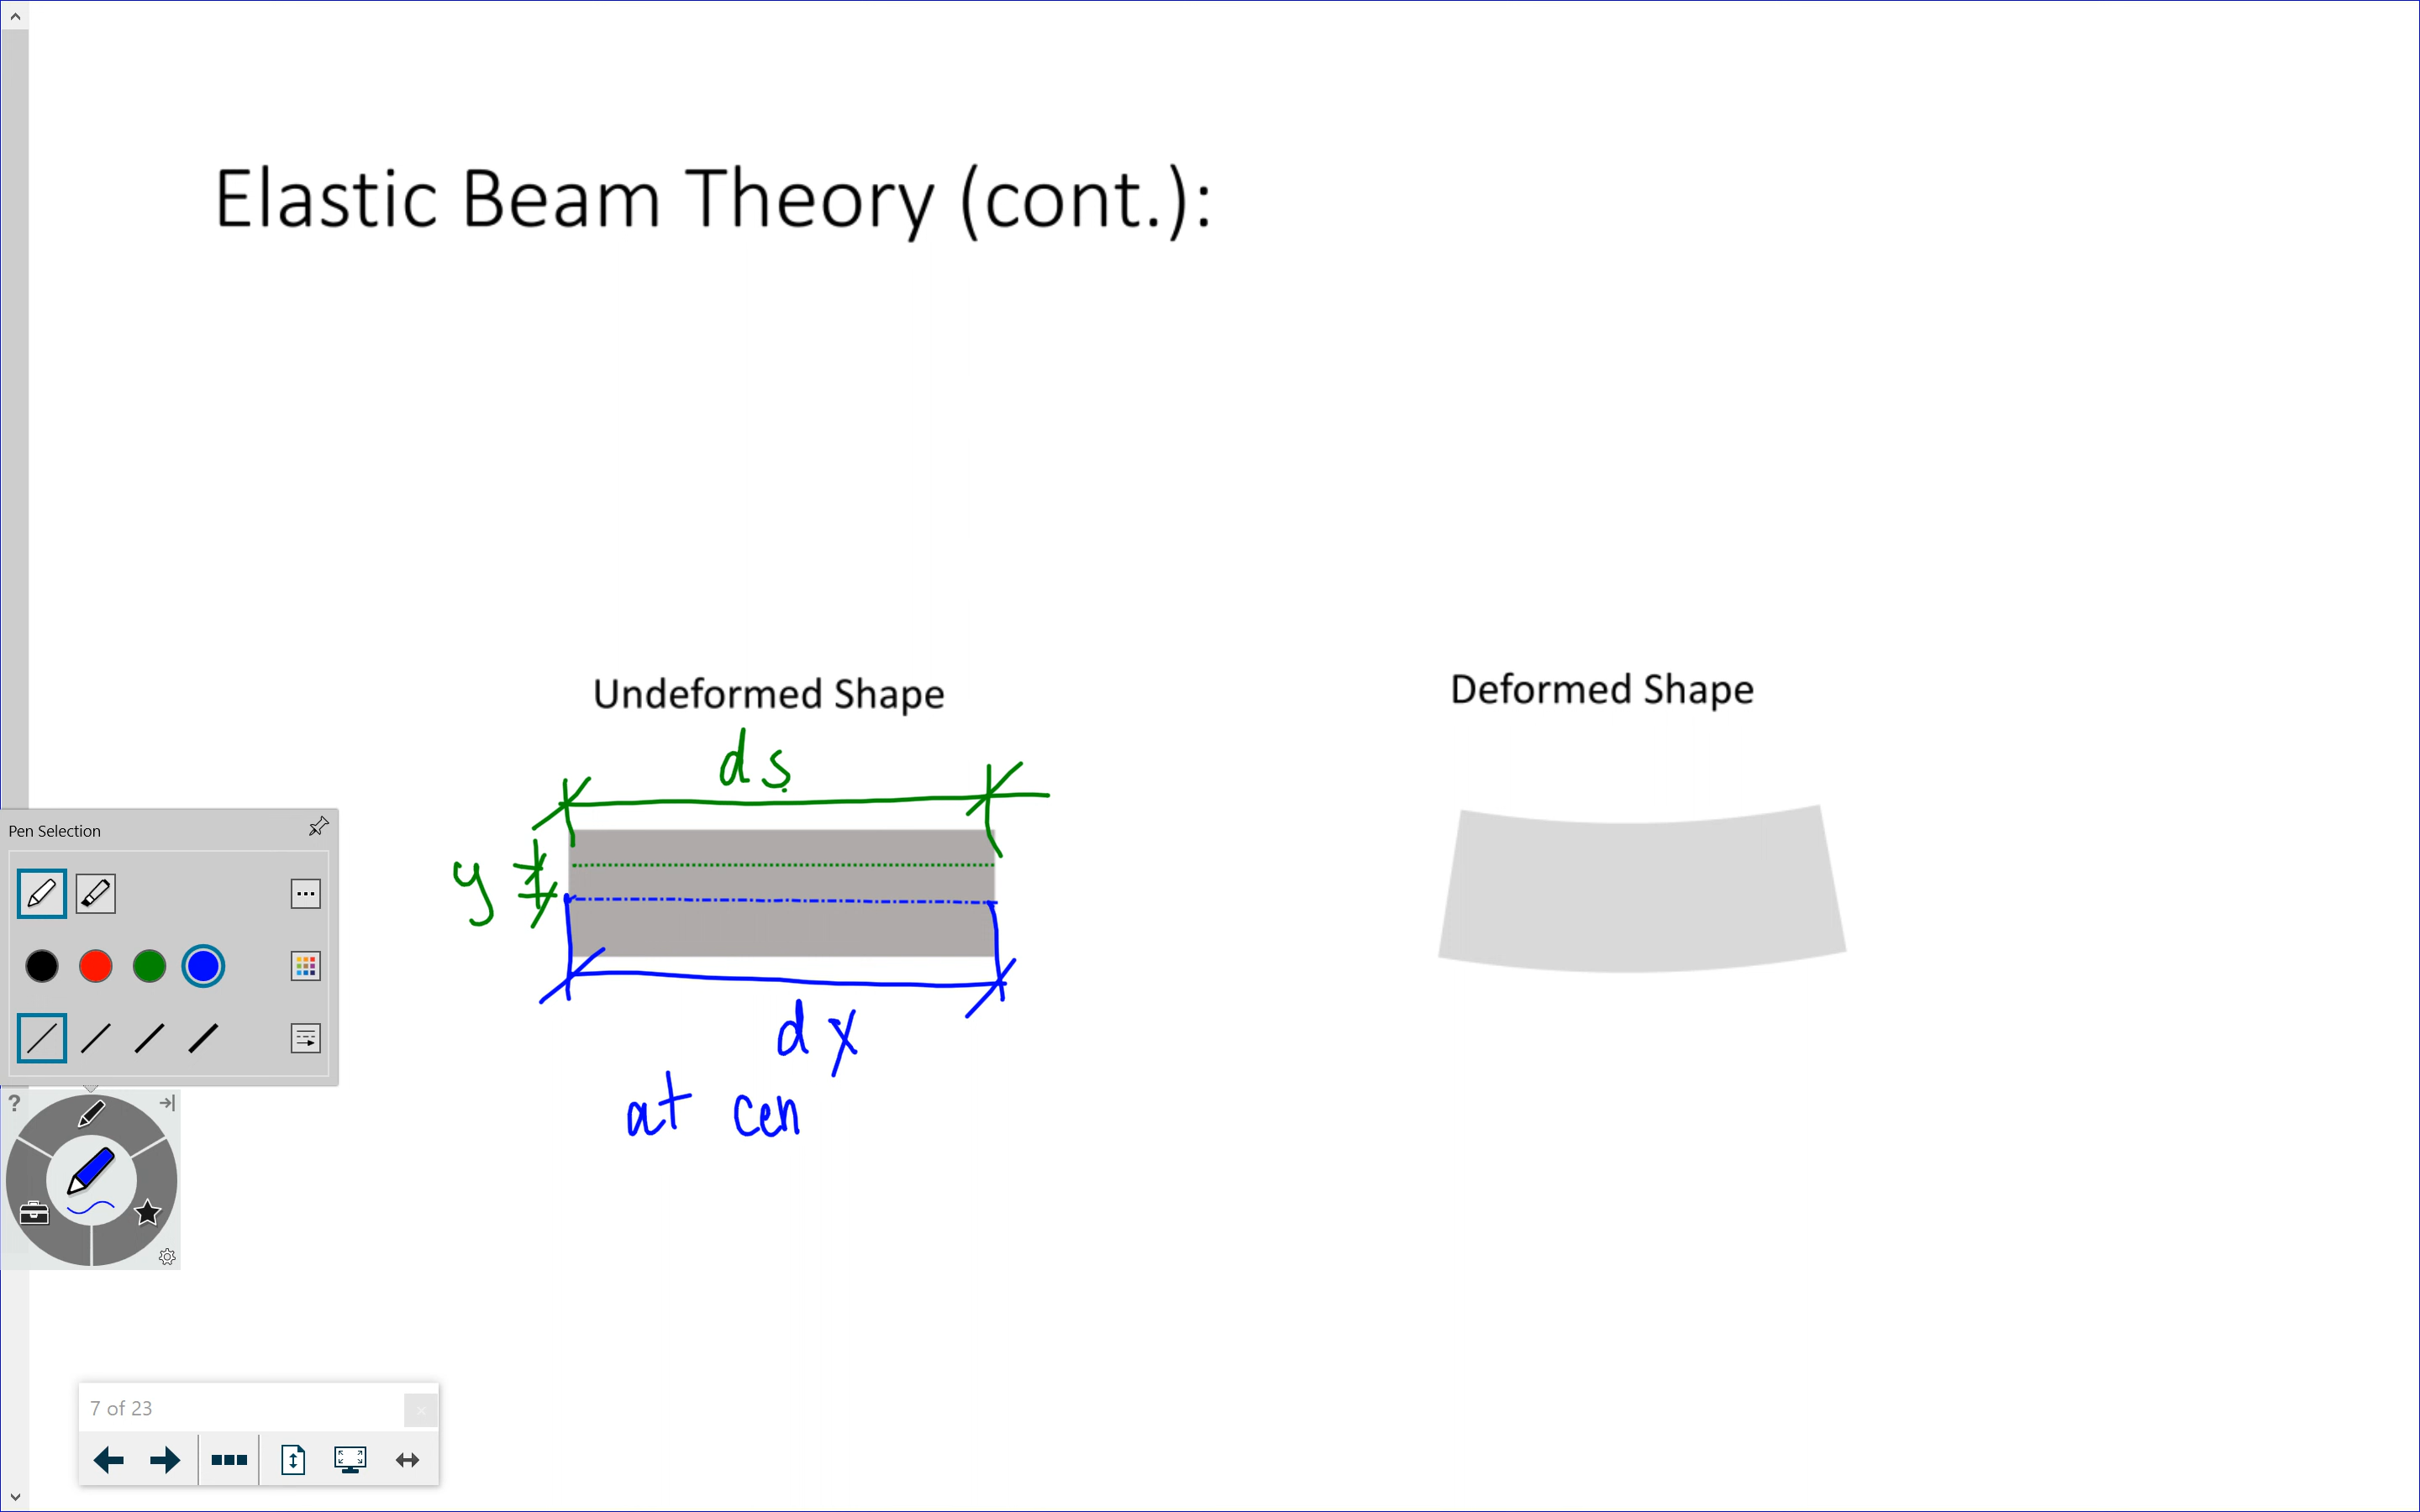 Elastic Beam Theory (cont.):
Undeformed Shape
Deformed Shape
ds
y
dx
at cen
Pen Selection
?
7 of 23